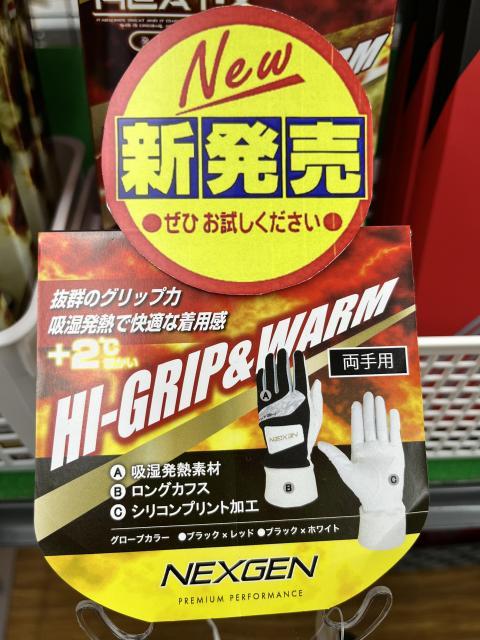 New
新発売
●ぜひ お試しください●
抜群のグリップ力
吸湿発熱で快適な着用感
+2℃
HI-GRIP&WARM
両手用
A
NEXGEN
B
C
Ⓐ 吸湿発熱素材
Ⓑ ロングカフス
Ⓒ シリコンプリント加工
グローブカラー ●ブラック×レッド ●ブラック×ホワイト
NEXGEN
PREMIUM PERFORMANCE